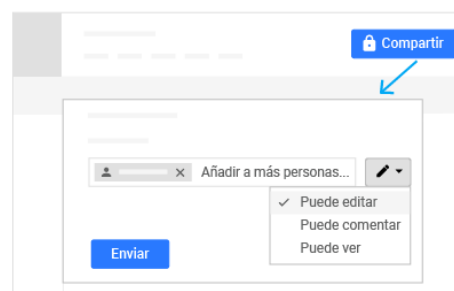 Compartir
Añadir a más personas...
Puede editar
Puede comentar
Puede ver
Enviar